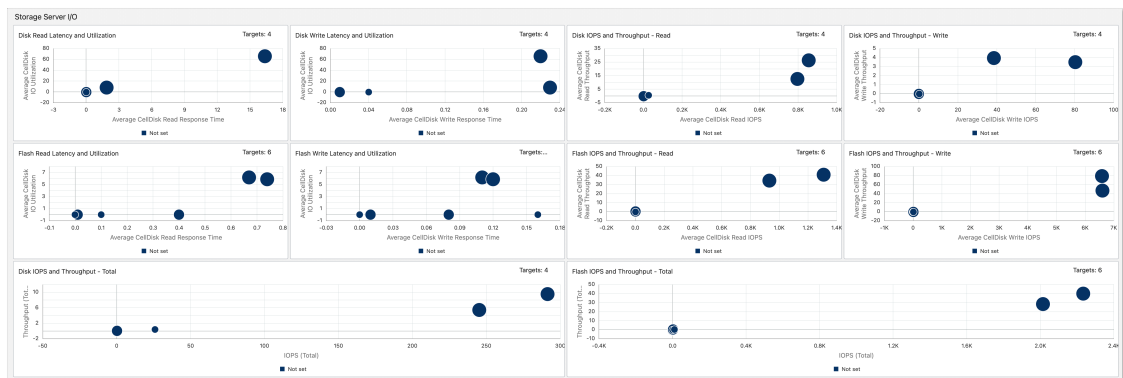 Storage Server I/O
Disk Read Latency and Utilization Targets: 4
Average CellDisk
IO Utilization
80
60
40
20
0
-20
-3 0 3 6 9 12 15 18
Average CellDisk Read Response Time
Not set
Disk Write Latency and Utilization Targets: 4
Average CellDisk
IO Utilization
80
60
40
20
0
-20
0.00 0.04 0.08 0.12 0.16 0.20 0.24
Average CellDisk Write Response Time
Not set
Disk IOPS and Throughput - Read Targets: 4
Average CellDisk
Read Throughput
35
25
15
5
-5
-0.2K 0.0 0.2K 0.4K 0.6K 0.8K 1.0K
Average CellDisk Read IOPS
Not set
Disk IOPS and Throughput - Write Targets: 4
Average CellDisk
Write Throughput
5
4
3
2
1
0
-1
-20 0 20 40 60 80 100
Average CellDisk Write IOPS
Not set
Flash Read Latency and Utilization Targets: 6
Average CellDisk
IO Utilization
7
5
3
1
-1
-0.1 0.0 0.1 0.2 0.3 0.4 0.5 0.6 0.7 0.8
Average CellDisk Read Response Time
Not set
Flash Write Latency and Utilization Targets:...
Average CellDisk
IO Utilization
7
5
3
1
-1
-0.03 0.00 0.03 0.06 0.09 0.12 0.15 0.18
Average CellDisk Write Response Time
Not set
Flash IOPS and Throughput - Read Targets: 6
Average CellDisk
Read Throughput
50
40
30
20
10
0
-10
-0.2K 0.0 0.2K 0.4K 0.6K 0.8K 1.0K 1.2K 1.4K
Average CellDisk Read IOPS
Not set
Flash IOPS and Throughput - Write Targets: 6
Average CellDisk
Write Throughput
100
80
60
40
20
0
-20
-1K 0 1K 2K 3K 4K 5K 6K 7K
Average CellDisk Write IOPS
Not set
Disk IOPS and Throughput - Total Targets: 4
Throughput (Tot...
10
6
2
-2
-50 0 50 100 150 200 250 300
IOPS (Total)
Not set
Flash IOPS and Throughput - Total Targets: 6
Throughput (Tot...
50
40
30
20
10
0
-10
-0.4K 0.0 0.4K 0.8K 1.2K 1.6K 2.0K 2.4K
IOPS (Total)
Not set